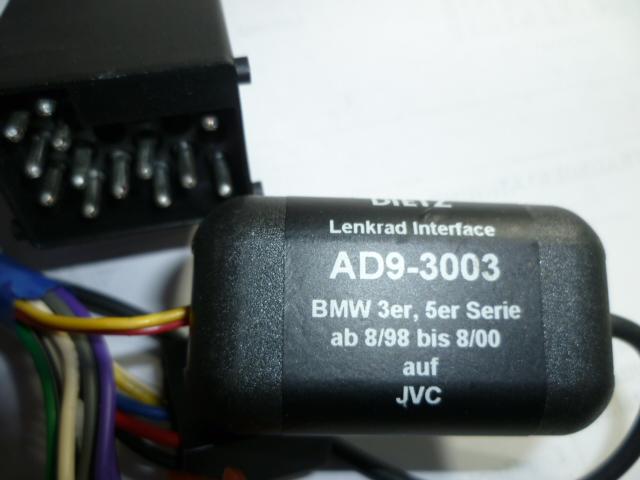 DIETZ
Lenkrad Interface
AD9-3003
BMW 3er, 5er Serie
ab 8/98 bis 8/00
auf
JVC